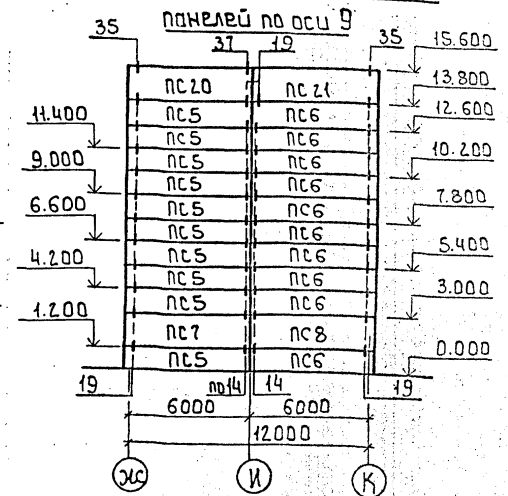 панелей по оси 9
35
37
19
35
15.600
ПС20
ПС21
13.800
ПС5
ПС6
12.600
11.400
ПС5
ПС6
ПС5
ПС6
10.200
9.000
ПС5
ПС6
ПС5
ПС6
7.800
6.600
ПС5
ПС6
ПС5
ПС6
5.400
4.200
ПС5
ПС6
ПС5
ПС6
3.000
1.200
ПС7
ПС8
ПС5
ПС6
0.000
19
по14
14
19
6000
6000
12000
Ж
И
К